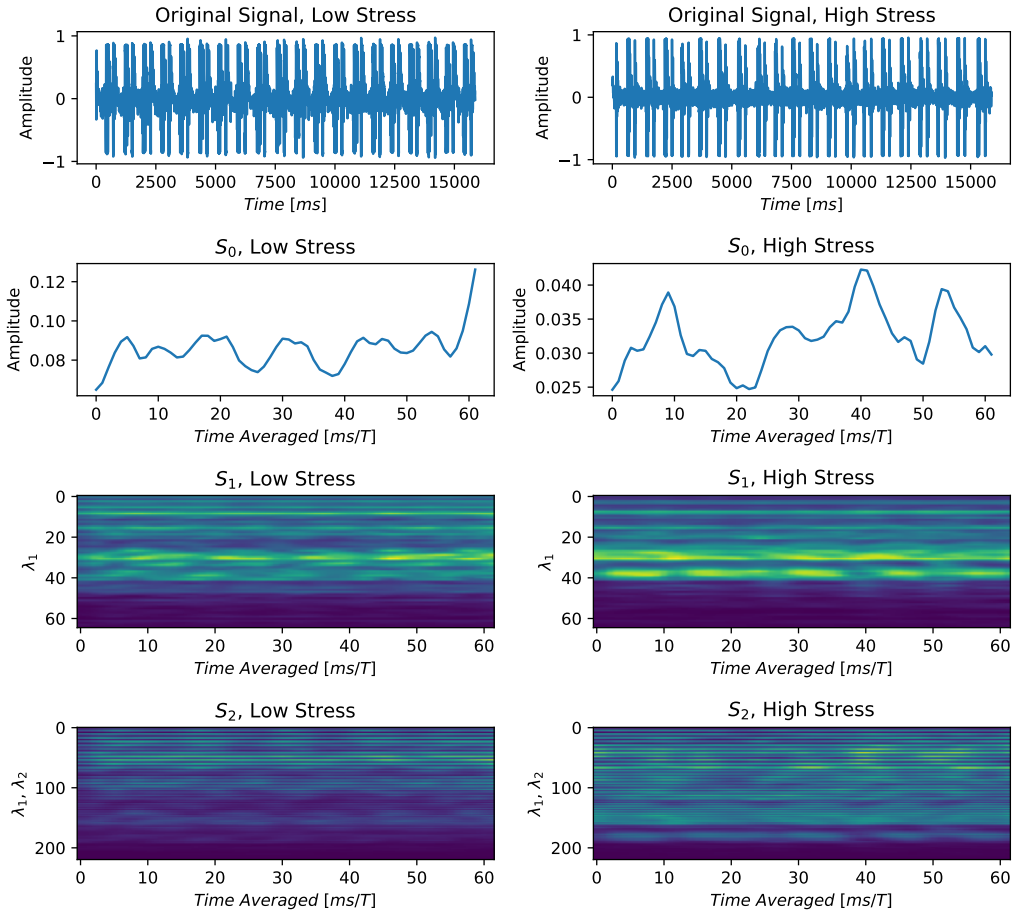 Original Signal, Low Stress
Amplitude
1
0
−1
0 2500 5000 7500 10000 12500 15000
Time [ms]
Original Signal, High Stress
Amplitude
1
0
−1
0 2500 5000 7500 10000 12500 15000
Time [ms]
S₀, Low Stress
Amplitude
0.12
0.10
0.08
0 10 20 30 40 50 60
Time Averaged [ms/T]
S₀, High Stress
Amplitude
0.040
0.035
0.030
0.025
0 10 20 30 40 50 60
Time Averaged [ms/T]
S₁, Low Stress
λ₁
0
20
40
60
0 10 20 30 40 50 60
Time Averaged [ms/T]
S₁, High Stress
λ₁
0
20
40
60
0 10 20 30 40 50 60
Time Averaged [ms/T]
S₂, Low Stress
λ₁, λ₂
0
100
200
0 10 20 30 40 50 60
Time Averaged [ms/T]
S₂, High Stress
λ₁, λ₂
0
100
200
0 10 20 30 40 50 60
Time Averaged [ms/T]